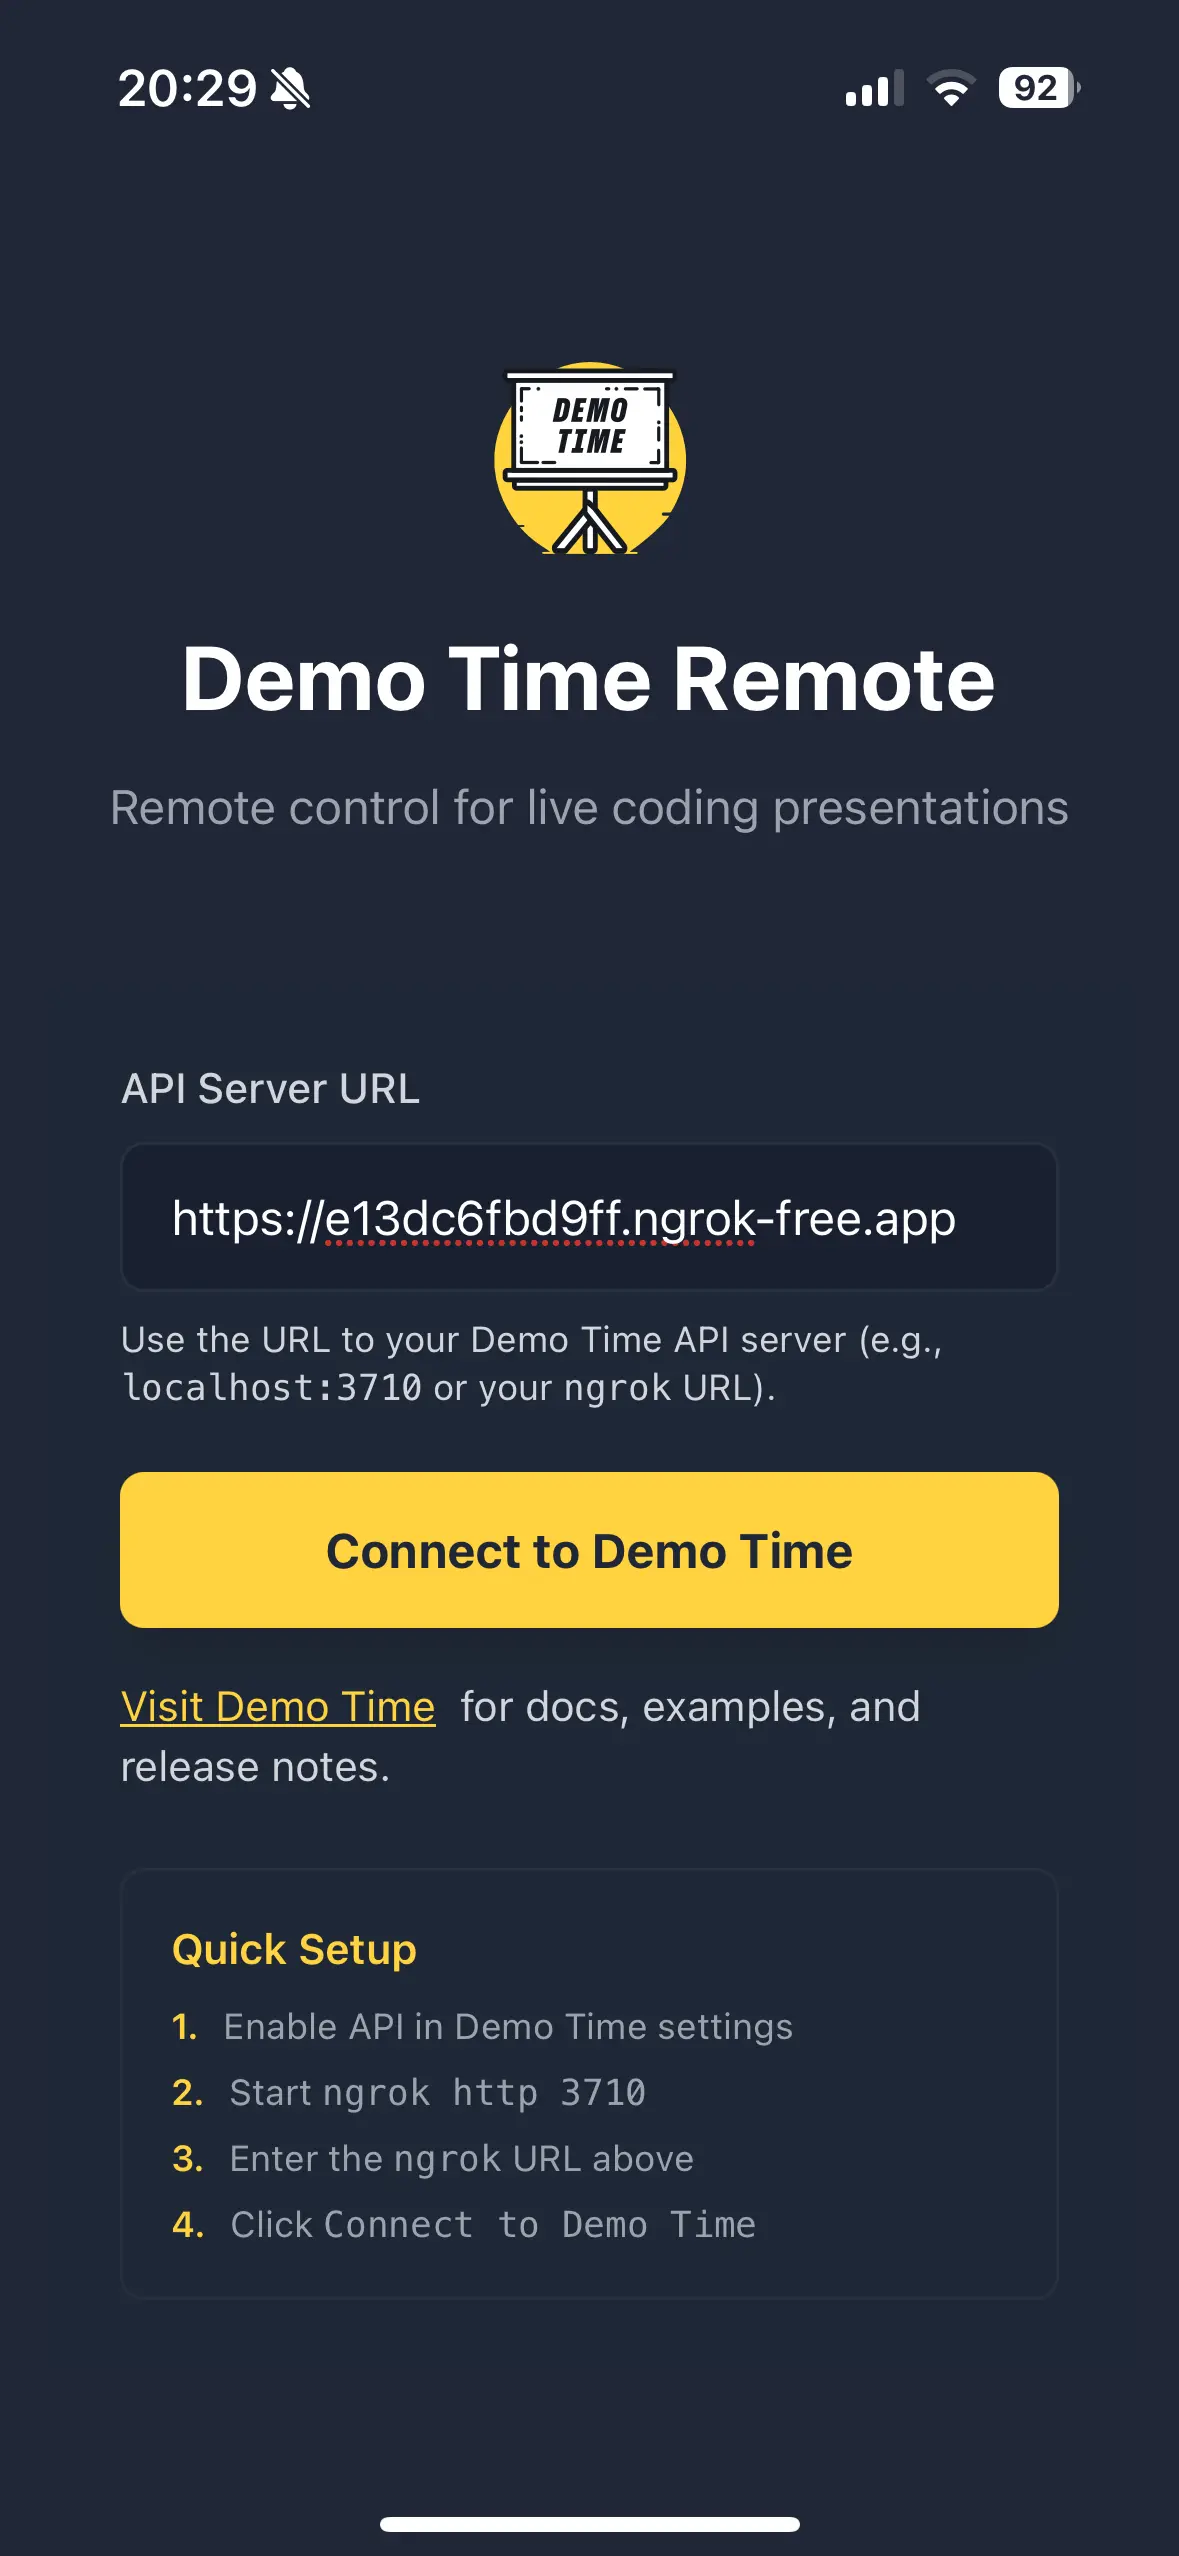 20:29
92
DEMO
TIME
Demo Time Remote
Remote control for live coding presentations
API Server URL
https://e13dc6fbd9ff.ngrok-free.app
Use the URL to your Demo Time API server (e.g.,
localhost:3710 or your ngrok URL).
Connect to Demo Time
Visit Demo Time for docs, examples, and
release notes.
Quick Setup
1. Enable API in Demo Time settings
2. Start ngrok http 3710
3. Enter the ngrok URL above
4. Click Connect to Demo Time